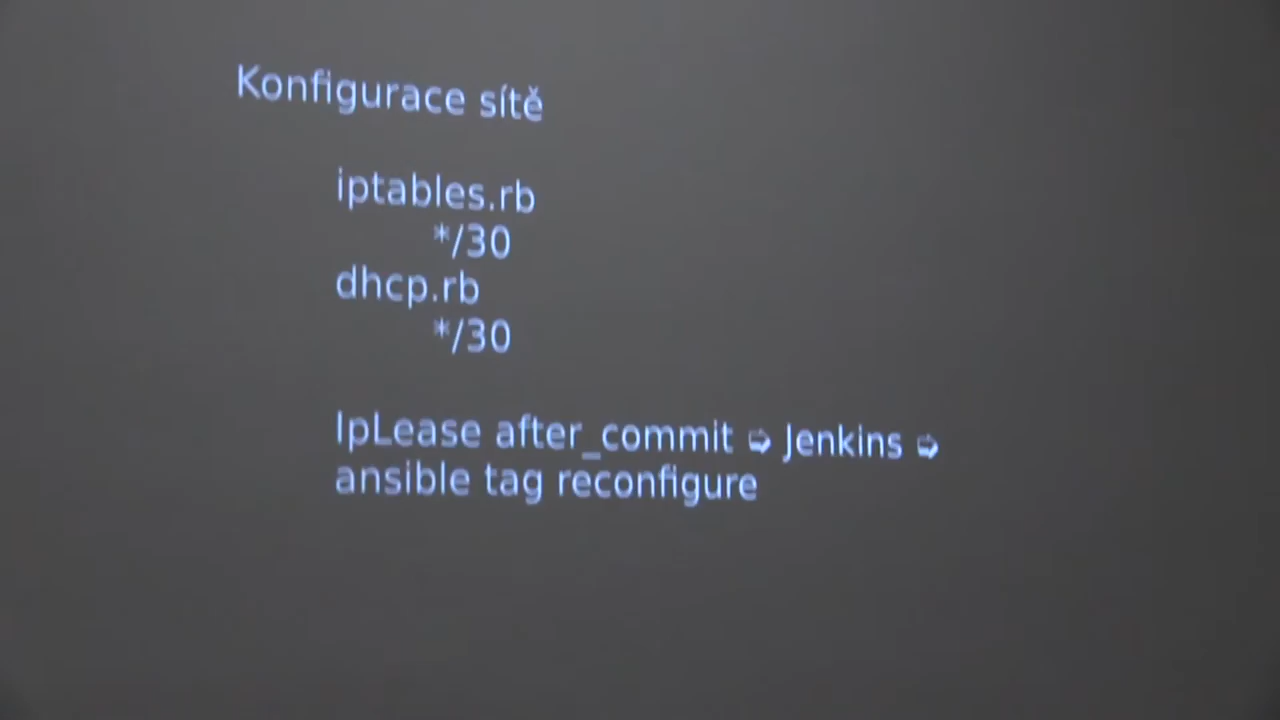 Konfigurace sítě
iptables.rb
*/30
dhcp.rb
*/30
IpLease after_commit ➭ Jenkins ➭
ansible tag reconfigure